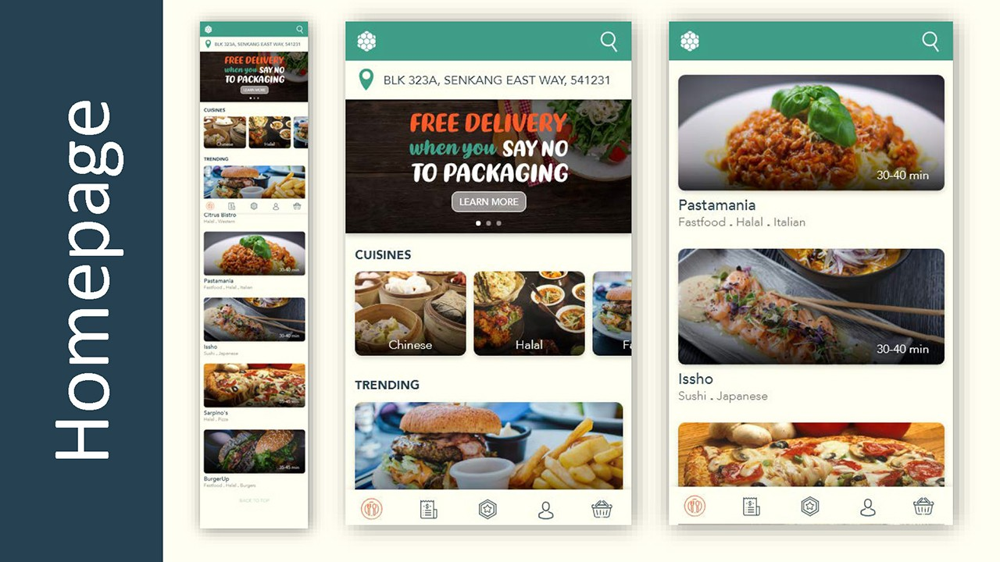 Homepage
BLK 323A, SENKANG EAST WAY, 541231
FREE DELIVERY
when you SAY NO
TO PACKAGING
LEARN MORE
CUISINES
Chinese
Halal
TRENDING
Citrus Bistro
Halal . Western
30-40 min
Pastamania
Fastfood . Halal . Italian
30-40 min
Issho
Sushi . Japanese
Sarpino's
Halal . Pizza
BurgerUp
Fastfood . Halal . Burgers
BACK TO TOP
BLK 323A, SENKANG EAST WAY, 541231
FREE DELIVERY
when you SAY NO
TO PACKAGING
LEARN MORE
CUISINES
Chinese
Halal
Fa
TRENDING
30-40 min
Pastamania
Fastfood . Halal . Italian
30-40 min
Issho
Sushi . Japanese